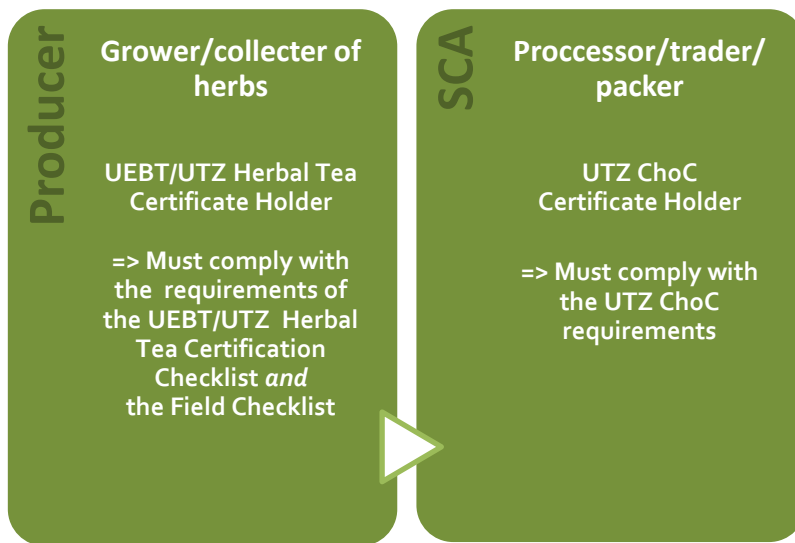 Producer
Grower/collecter of
herbs
UEBT/UTZ Herbal Tea
Certificate Holder
=> Must comply with
the requirements of
the UEBT/UTZ Herbal
Tea Certification
Checklist and
the Field Checklist
SCA
Proccessor/trader/
packer
UTZ ChoC
Certificate Holder
=> Must comply with
the UTZ ChoC
requirements